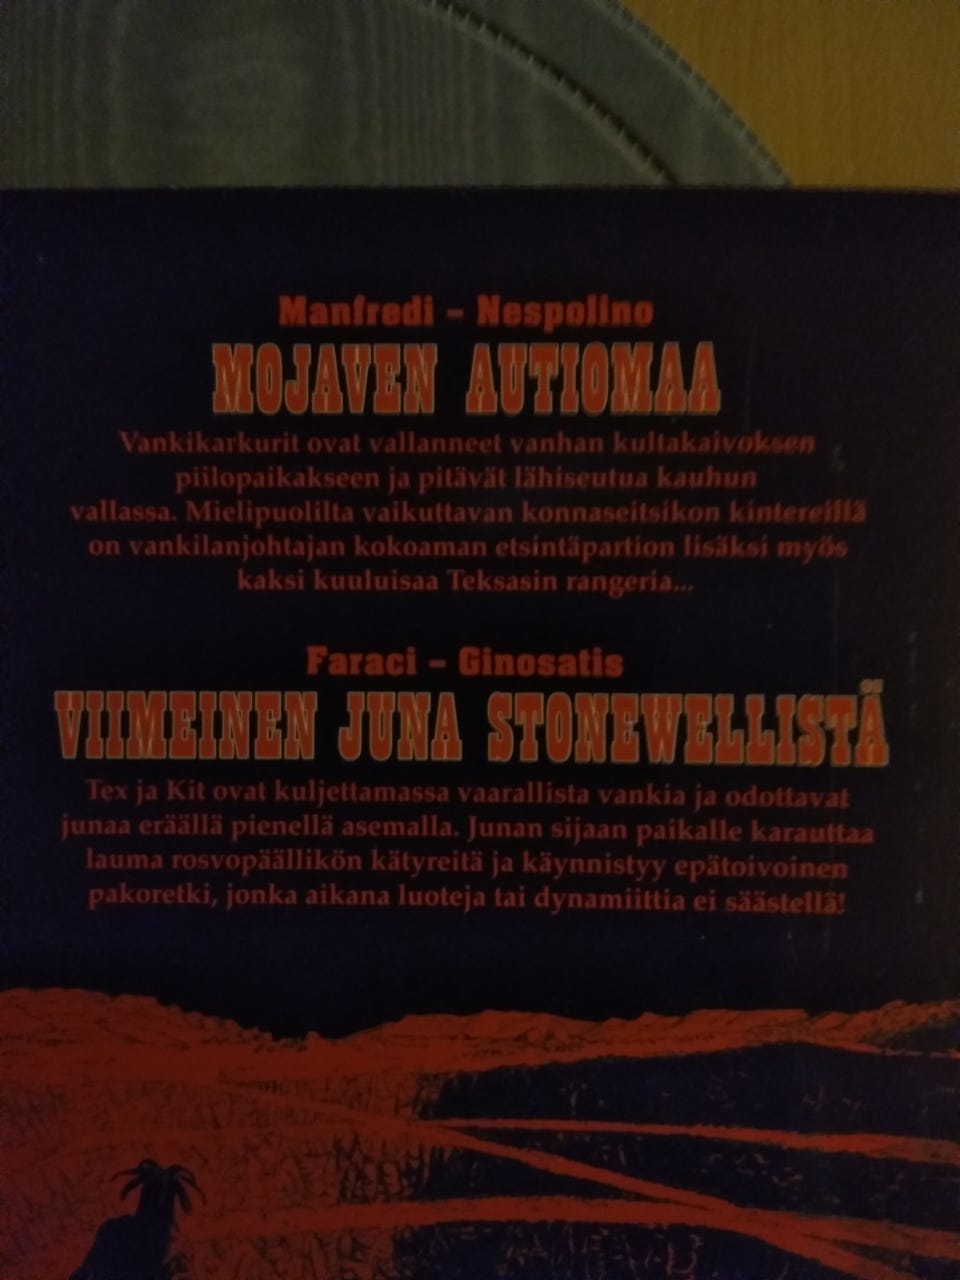 Manfredi – Nespolino
MOJAVEN AUTIOMAA
Vankikarkurit ovat vallanneet vanhan kultakaivoksen
piilopaikakseen ja pitävät lähiseutua kauhun
vallassa. Mielipuolilta vaikuttavan konnaseitsikon kintereillä
on vankilanjohtajan kokoaman etsintäpartion lisäksi myös
kaksi kuuluisaa Teksasin rangeria...
Faraci – Ginosatis
VIIMEINEN JUNA STONEWELLISTÄ
Tex ja Kit ovat kuljettamassa vaarallista vankia ja odottavat
junaa eräällä pienellä asemalla. Junan sijaan paikalle karauttaa
lauma rosvopäällikön kätyreitä ja käynnistyy epätoivoinen
pakoretki, jonka aikana luoteja tai dynamiittia ei säästellä!